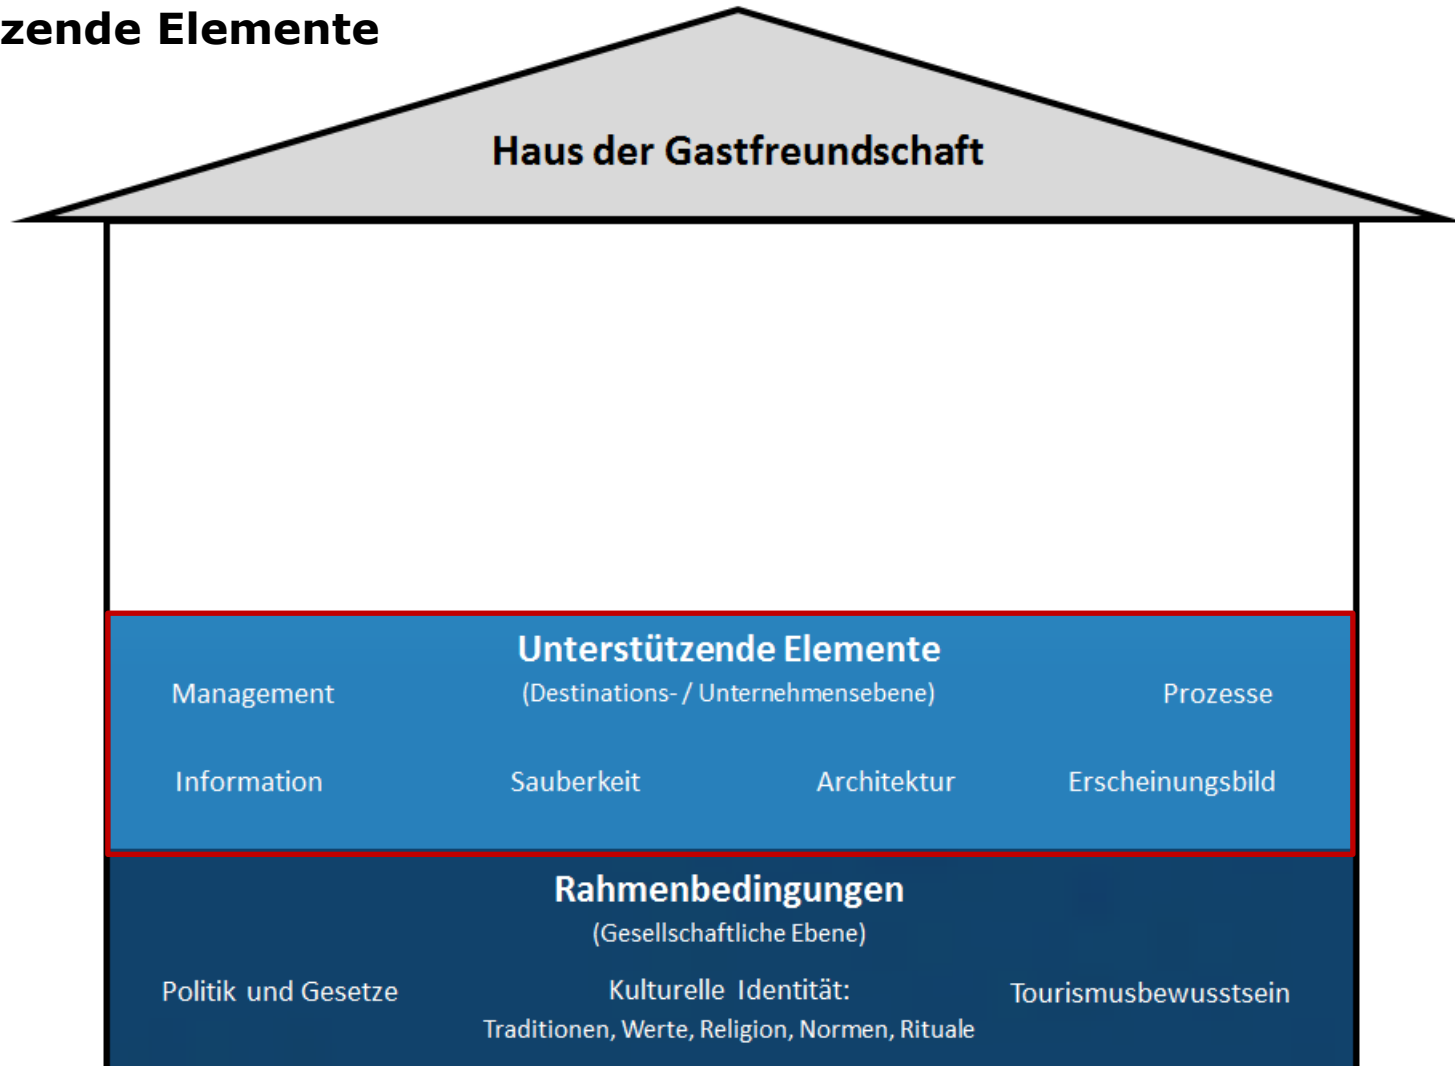 zende Elemente
Haus der Gastfreundschaft
Unterstützende Elemente
Management (Destinations- / Unternehmensebene) Prozesse
Information Sauberkeit Architektur Erscheinungsbild
Rahmenbedingungen
(Gesellschaftliche Ebene)
Politik und Gesetze Kulturelle Identität: Tourismusbewusstsein
Traditionen, Werte, Religion, Normen, Rituale